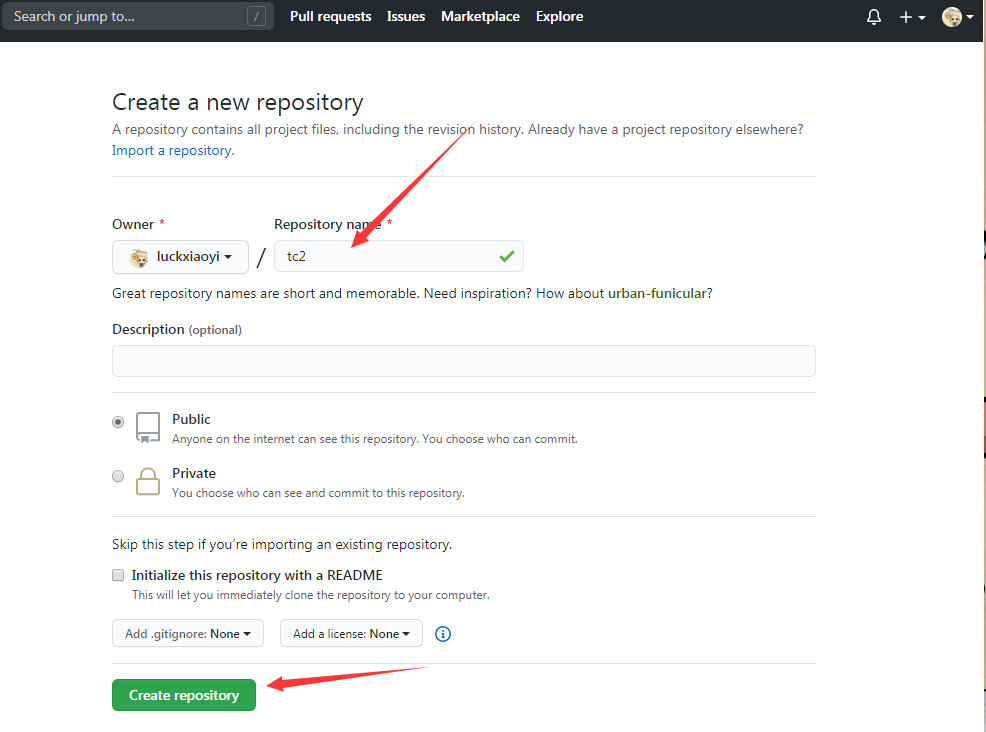 Search or jump to... /
Pull requests Issues Marketplace Explore
Create a new repository
A repository contains all project files, including the revision history. Already have a project repository elsewhere?
Import a repository.
Owner * Repository name *
luckxiaoyi / tc2
Great repository names are short and memorable. Need inspiration? How about urban-funicular?
Description (optional)
Public
Anyone on the internet can see this repository. You choose who can commit.
Private
You choose who can see and commit to this repository.
Skip this step if you’re importing an existing repository.
Initialize this repository with a README
This will let you immediately clone the repository to your computer.
Add .gitignore: None Add a license: None
Create repository